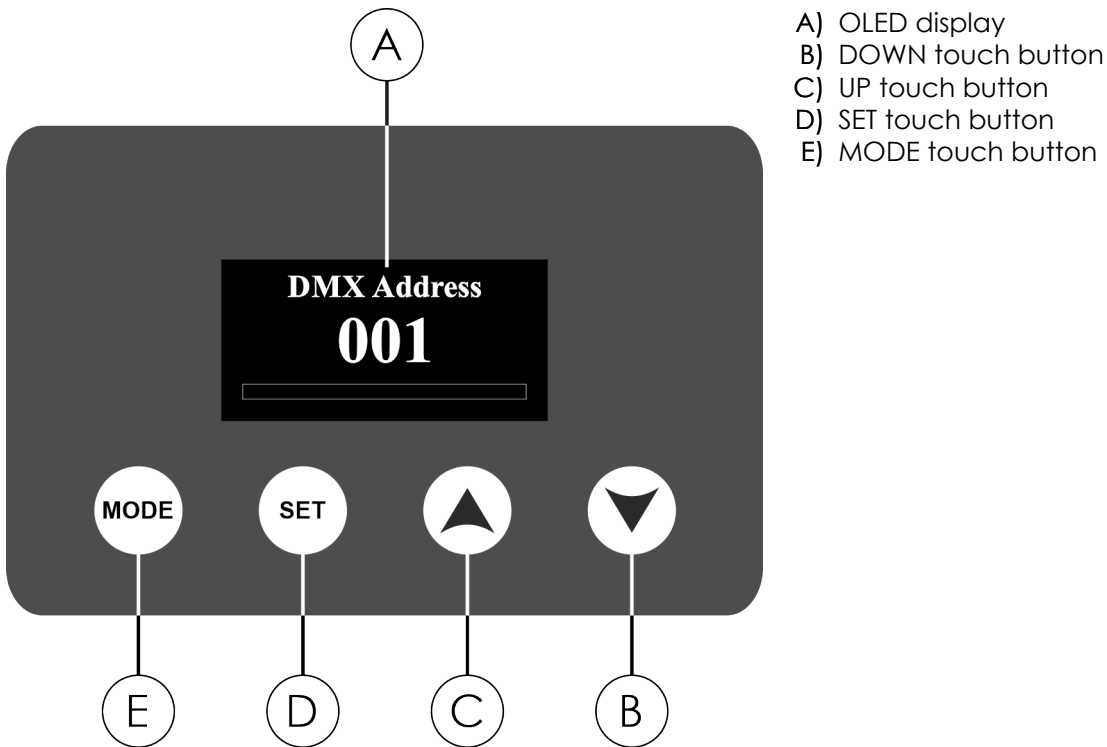 A
A) OLED display
B) DOWN touch button
C) UP touch button
D) SET touch button
E) MODE touch button
DMX Address
001
MODE SET
E D C B